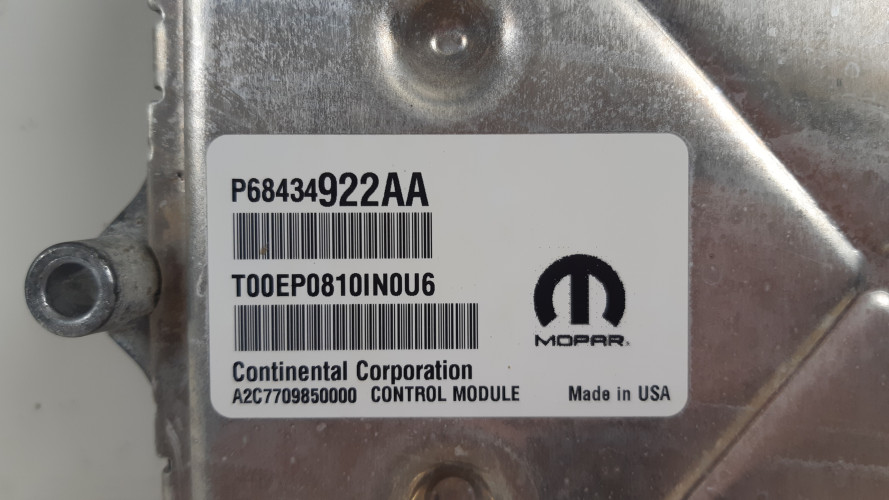 P68434922AA
T00EP0810IN0U6
MOPAR
Continental Corporation
A2C7709850000 CONTROL MODULE Made in USA